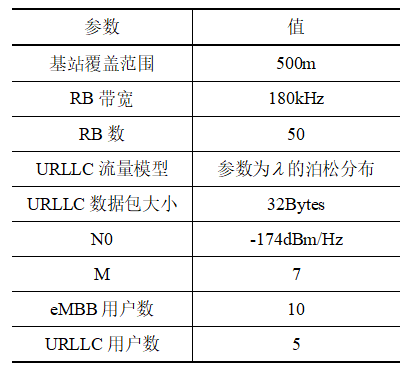 参数 值
基站覆盖范围 500m
RB 带宽 180kHz
RB 数 50
URLLC 流量模型 参数为λ的泊松分布
URLLC 数据包大小 32Bytes
N0 -174dBm/Hz
M 7
eMBB 用户数 10
URLLC 用户数 5